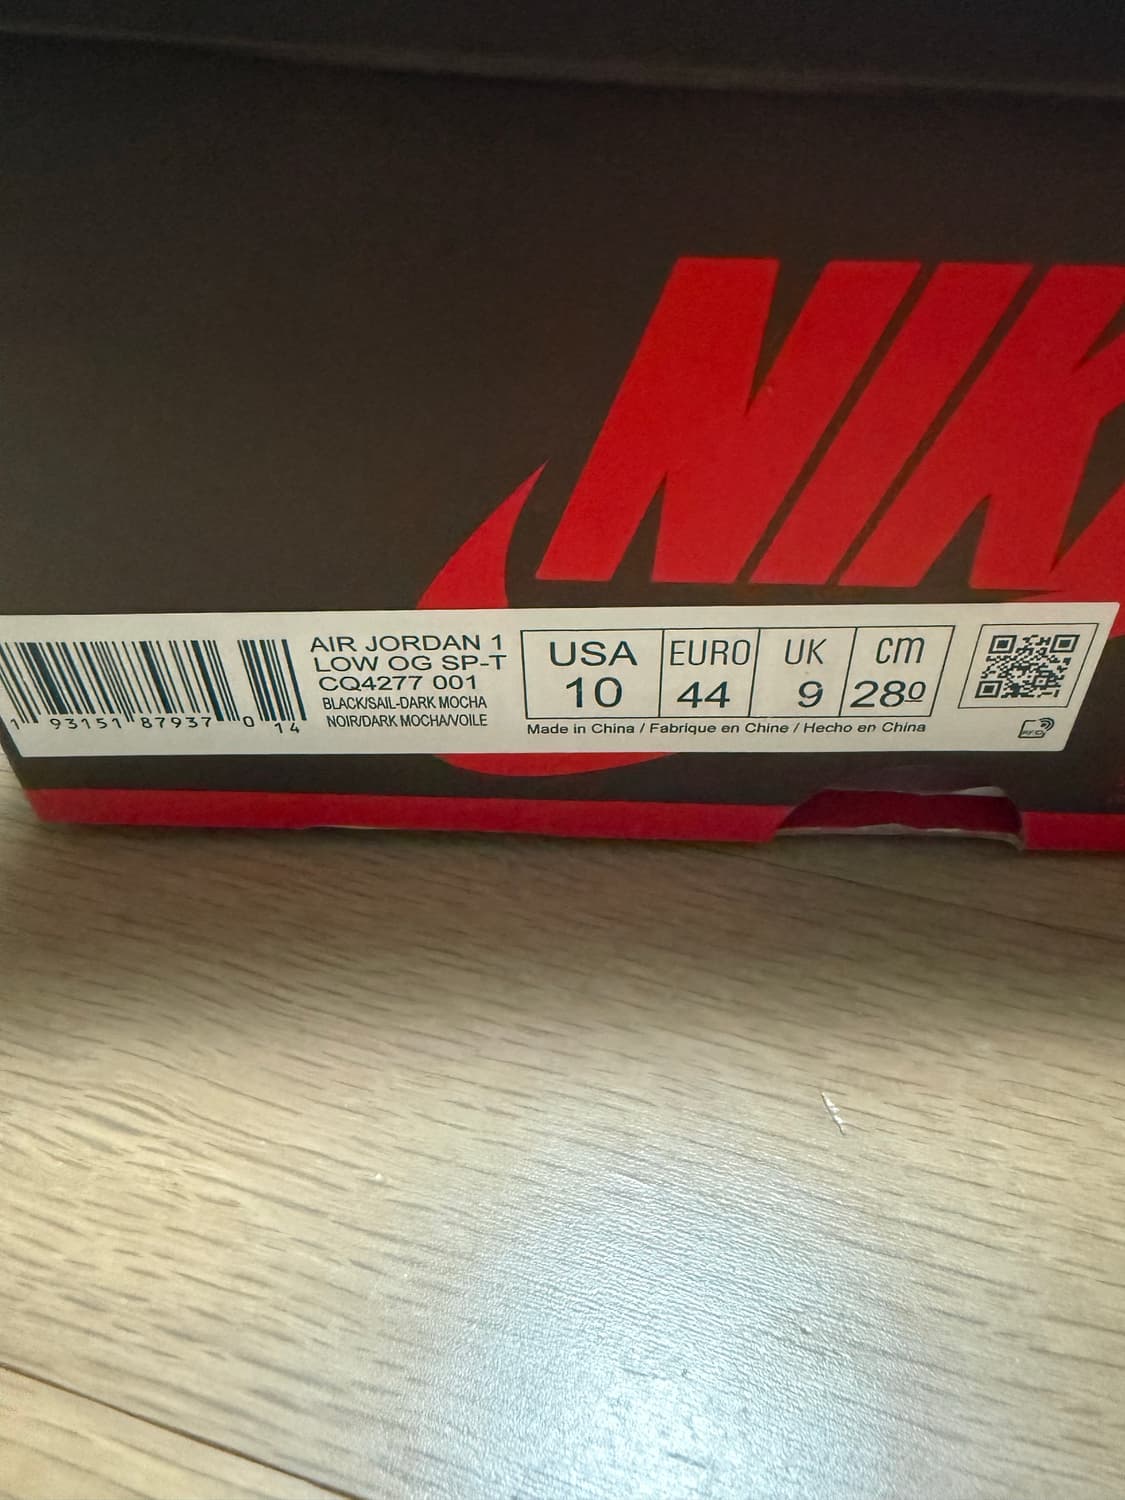 NIK
AIR JORDAN 1
LOW OG SP-T
CQ4277 001
BLACK/SAIL-DARK MOCHA
NOIR/DARK MOCHA/VOILE
1 93151 87937 0 14
USA EURO UK cm
10 44 9 280
Made in China / Fabrique en Chine / Hecho en China
RFID